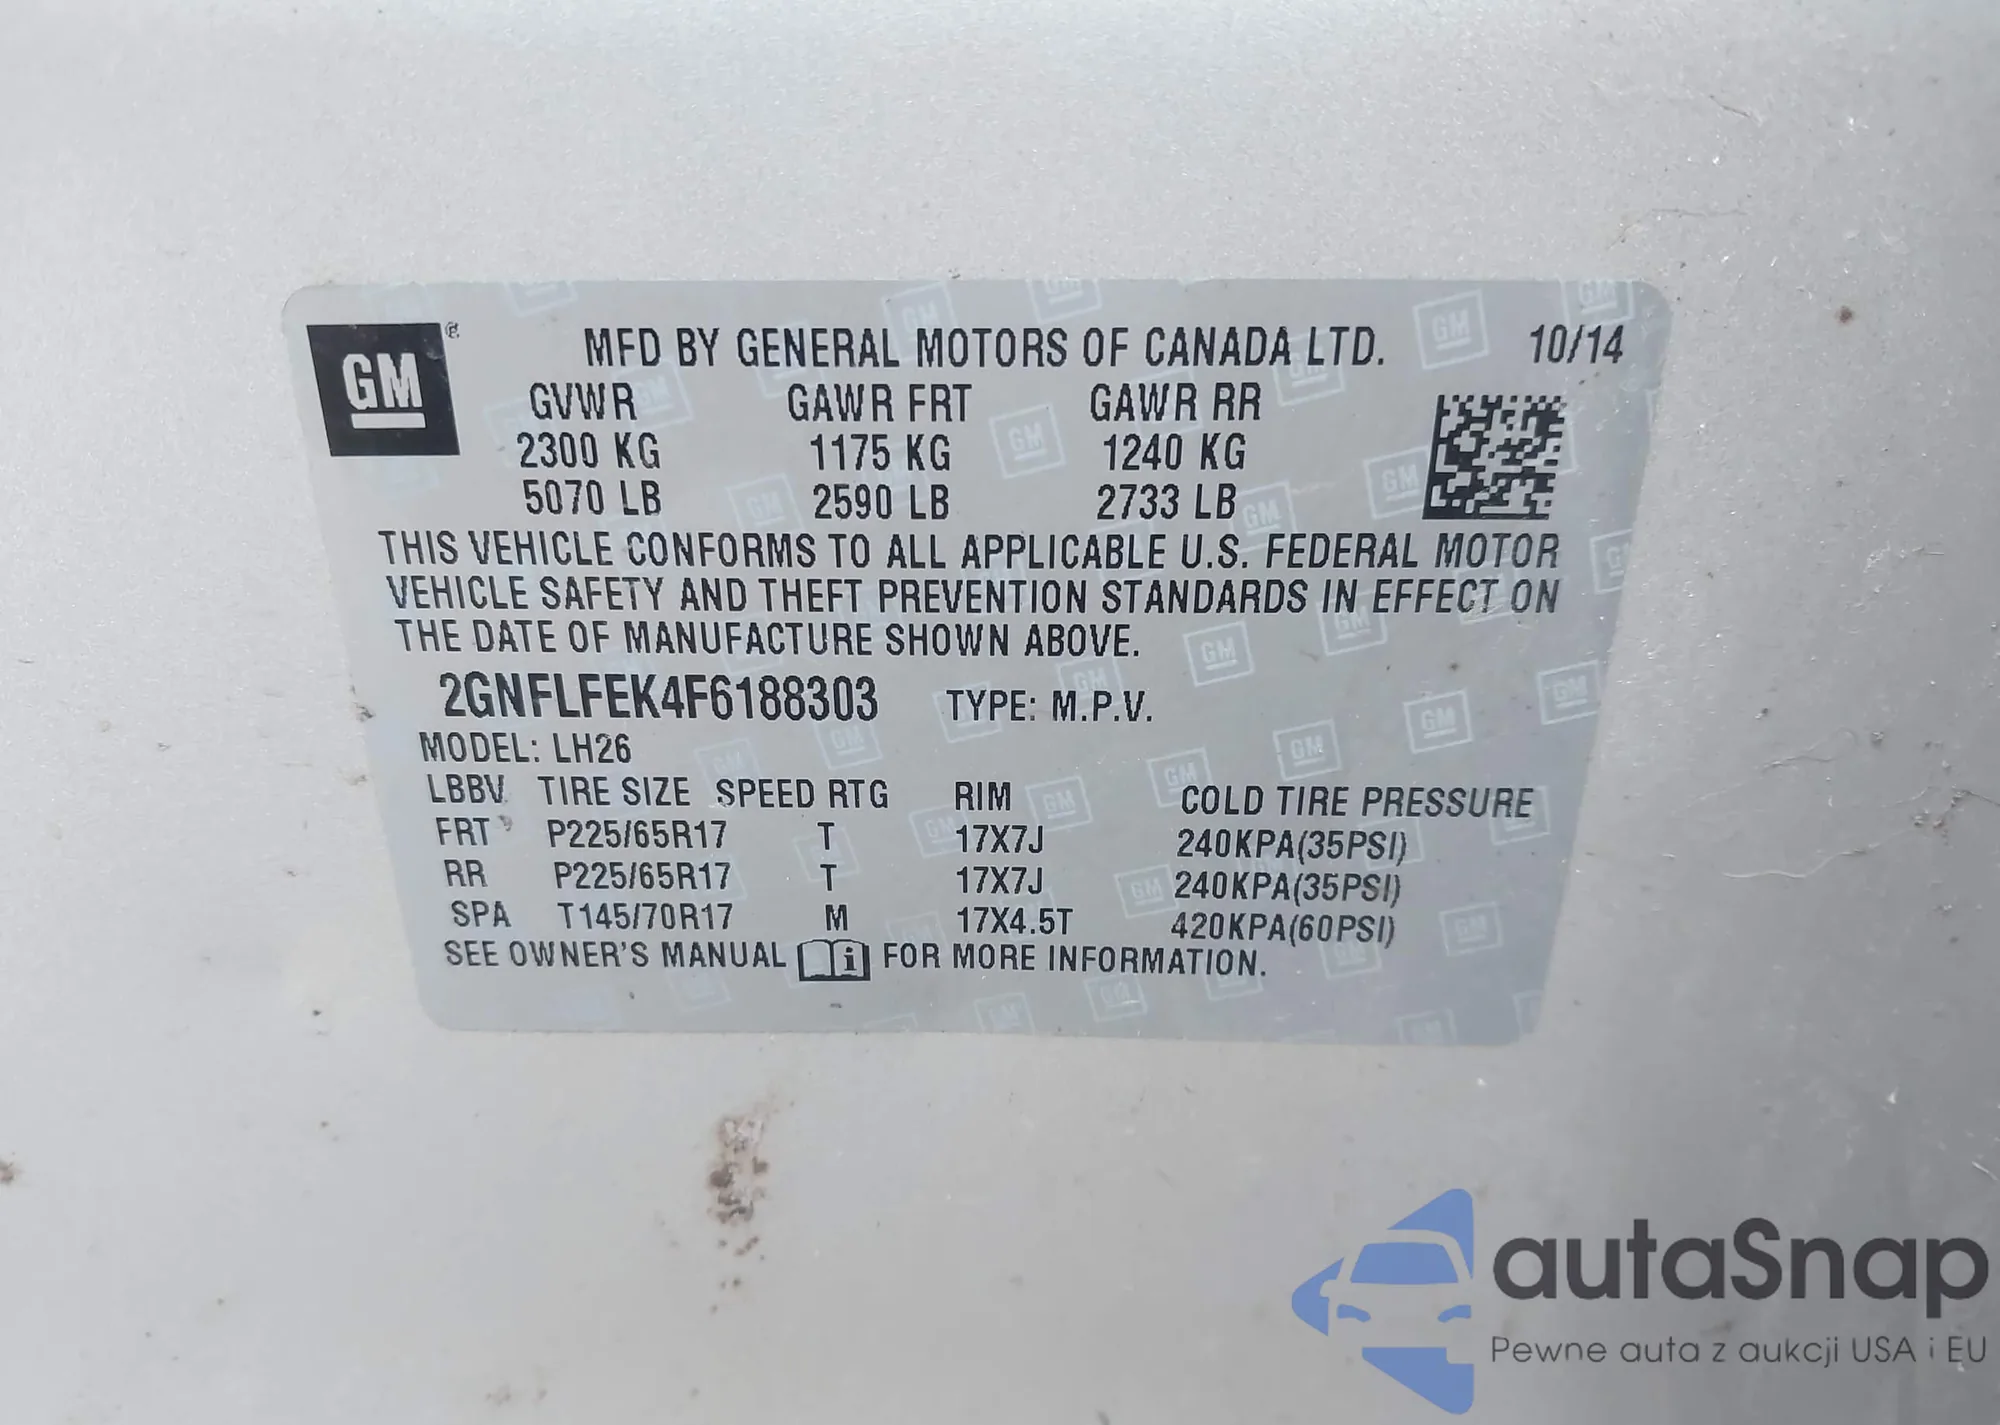 GM ®
MFD BY GENERAL MOTORS OF CANADA LTD. 10/14
GVWR GAWR FRT GAWR RR
2300 KG 1175 KG 1240 KG
5070 LB 2590 LB 2733 LB
THIS VEHICLE CONFORMS TO ALL APPLICABLE U.S. FEDERAL MOTOR
VEHICLE SAFETY AND THEFT PREVENTION STANDARDS IN EFFECT ON
THE DATE OF MANUFACTURE SHOWN ABOVE.
2GNFLFEK4F6188303 TYPE: M.P.V.
MODEL: LH26
LBBV TIRE SIZE SPEED RTG RIM COLD TIRE PRESSURE
FRT P225/65R17 T 17X7J 240KPA(35PSI)
RR P225/65R17 T 17X7J 240KPA(35PSI)
SPA T145/70R17 M 17X4.5T 420KPA(60PSI)
SEE OWNER'S MANUAL i FOR MORE INFORMATION.
autaSnap
Pewne auta z aukcji USA i EU